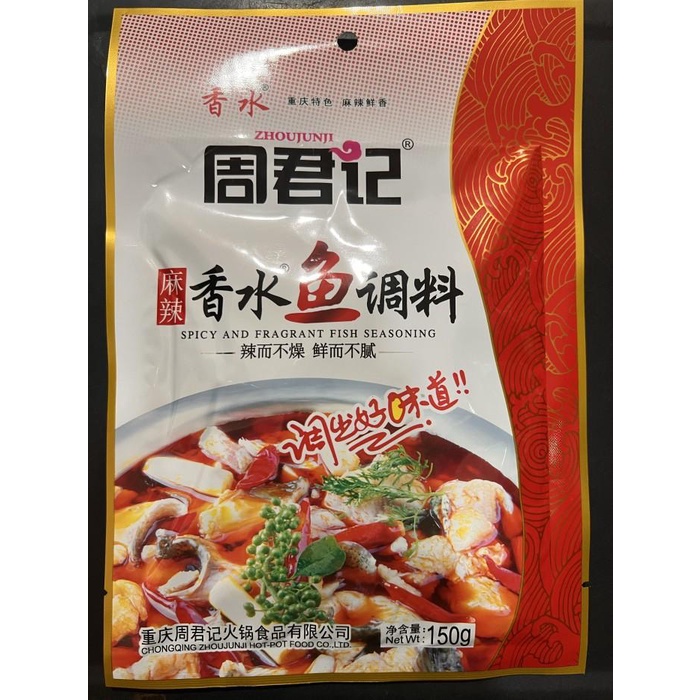 香水®
重庆特色 麻辣鲜香
ZHOUJUNJI
周君记®
麻辣
香水®鱼调料
SPICY AND FRAGRANT FISH SEASONING
辣而不燥 鲜而不腻
调出好味道!!
重庆周君记火锅食品有限公司
CHONGQING ZHOUJUNJI HOT-POT FOOD CO.,LTD.
净含量:
Net Wt: 150g